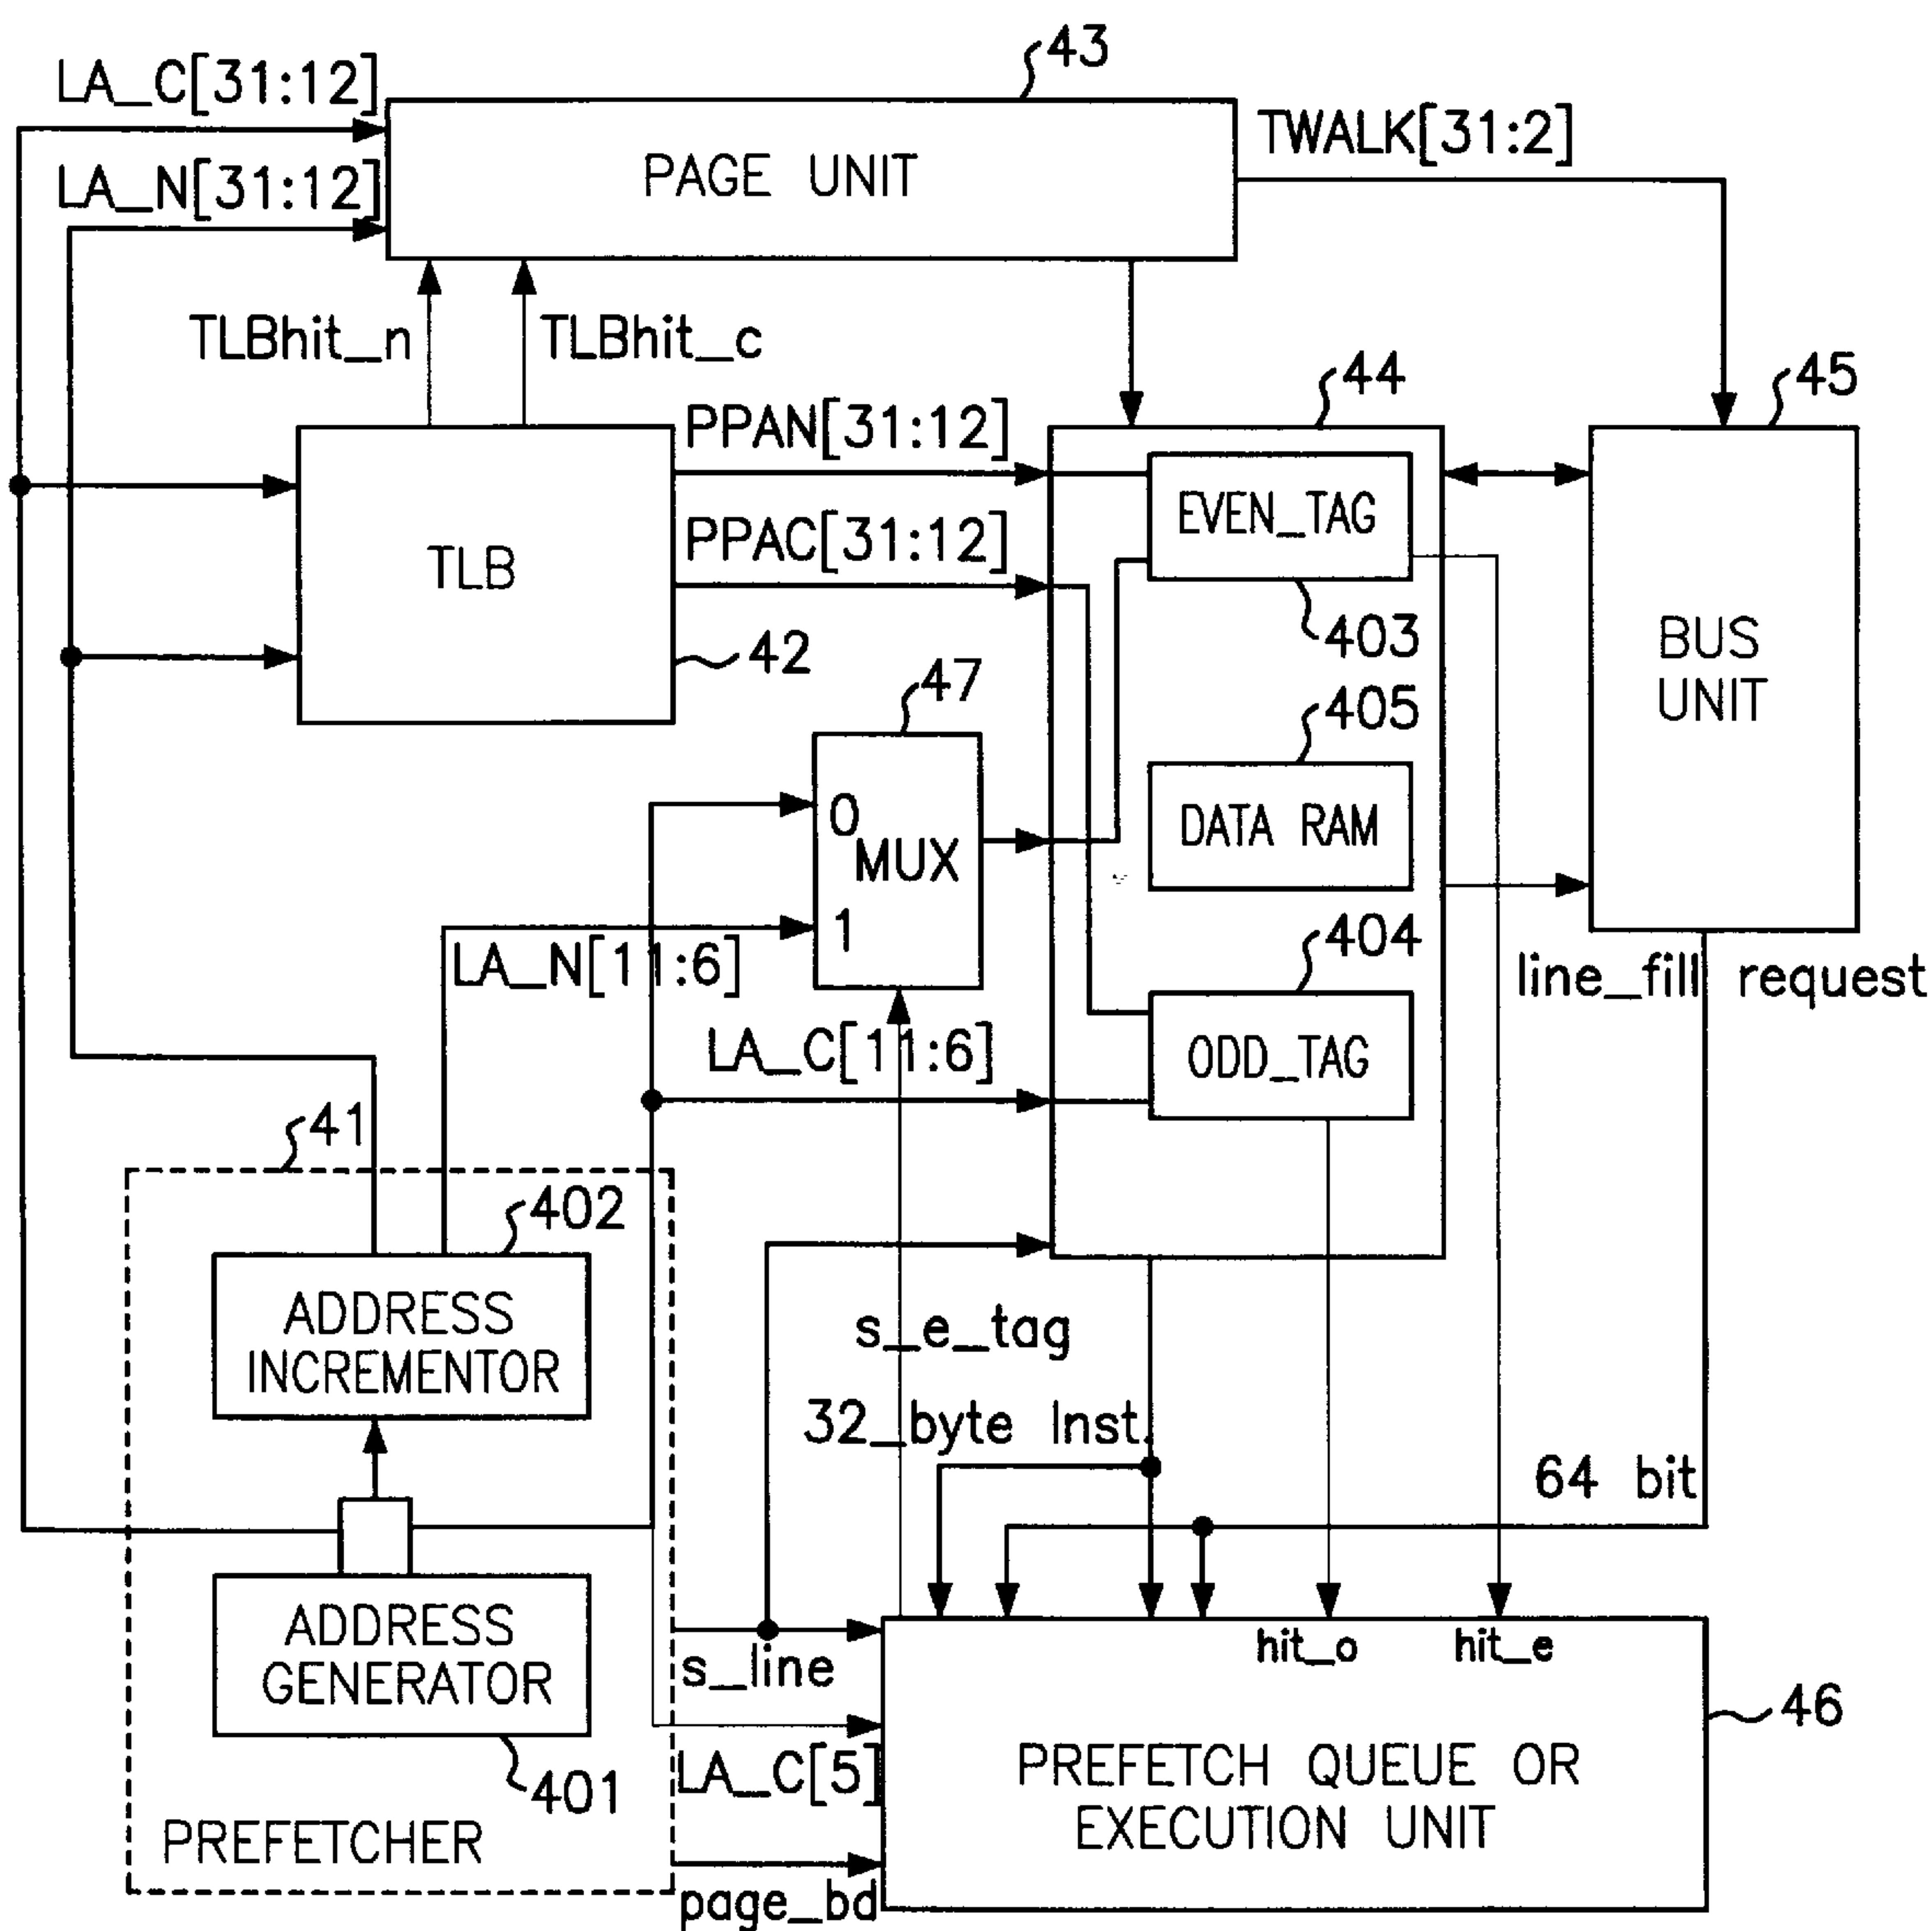 43
LA_C[31:12]
TWALK[31:2]
PAGE UNIT
LA_N[31:12]
TLBhit_n
TLBhit_c
44
45
PPAN[31:12]
EVEN_TAG
PPAC[31:12]
TLB
403
BUS
UNIT
42
47
405
0
MUX
DATA RAM
1
404
LA_N[11:6]
line_fill request
LA_C[11:6]
ODD_TAG
41
402
ADDRESS
INCREMENTOR
s_e_tag
32_byte Inst.
64 bit
ADDRESS
GENERATOR
s_line
hit_o
hit_e
46
LA_C[5]
401
PREFETCH QUEUE OR
EXECUTION UNIT
PREFETCHER
page_bd